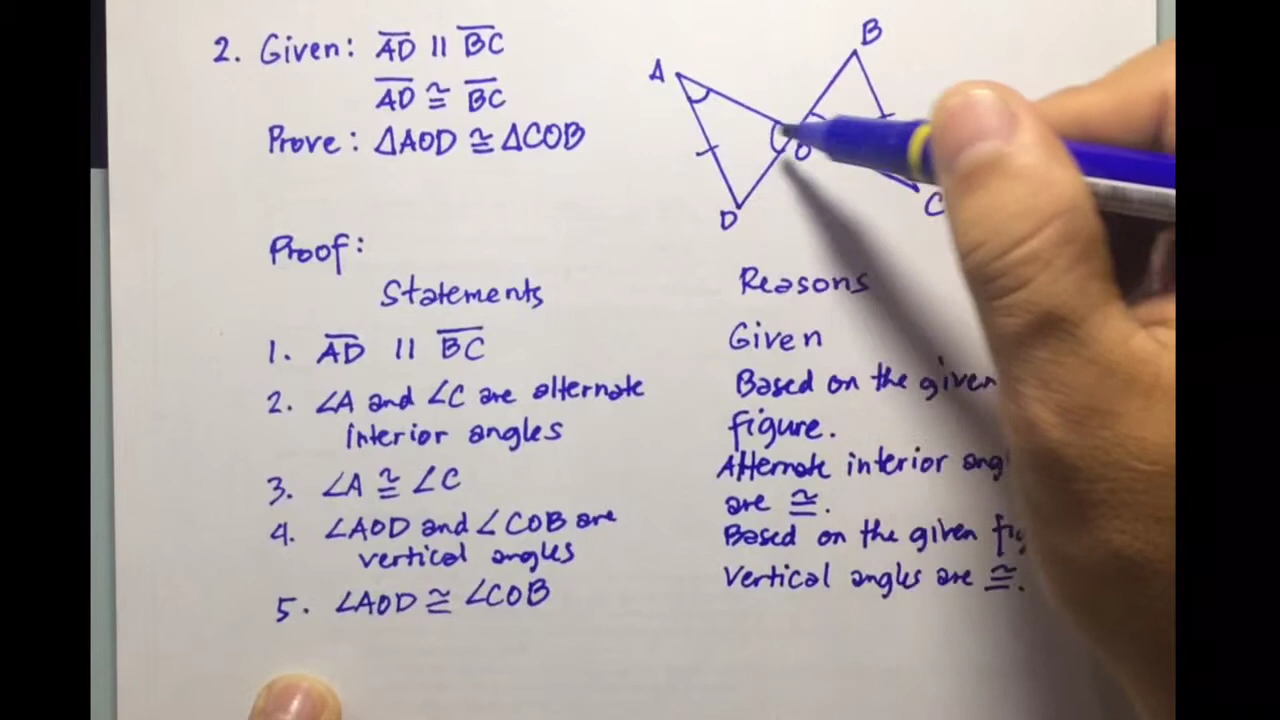 2. Given: AD || BC
AD ≅ BC
Prove: ΔAOD ≅ ΔCOB
A
B
O
D
C
Proof:
Statements
Reasons
1. AD || BC
Given
2. ∠A and ∠C are alternate
interior angles
Based on the given
figure.
3. ∠A ≅ ∠C
Alternate interior
are ≅.
4. ∠AOD and ∠COB are
vertical angles
Based on the given
5. ∠AOD ≅ ∠COB
Vertical angles are ≅.